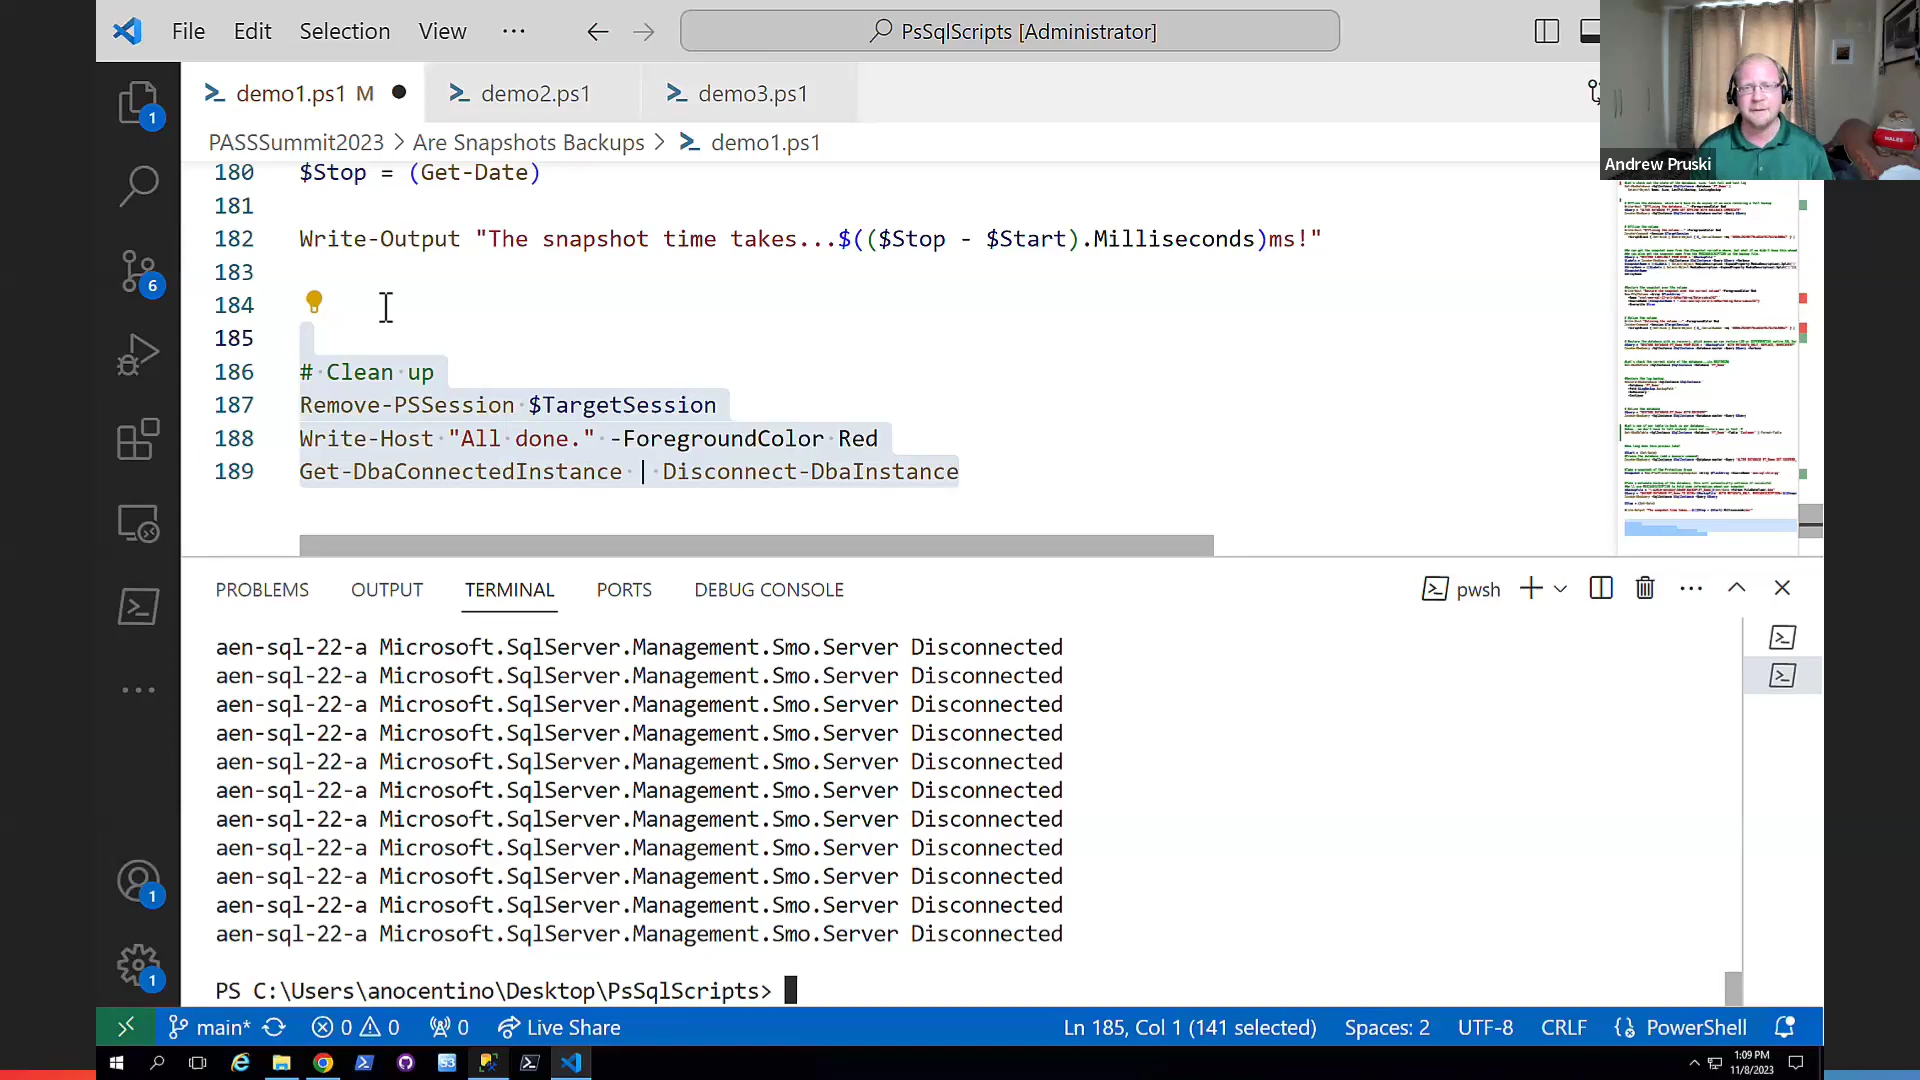 File Edit Selection View ... PsSqlScripts [Administrator]
demo1.ps1 M demo2.ps1 demo3.ps1
PASSSummit2023 > Are Snapshots Backups > demo1.ps1
Andrew Pruski
180 $Stop = (Get-Date)
181
182 Write-Output "The snapshot time takes...$(($Stop - $Start).Milliseconds)ms!"
183
184
185
186 # Clean up
187 Remove-PSSession $TargetSession
188 Write-Host "All done." -ForegroundColor Red
189 Get-DbaConnectedInstance | Disconnect-DbaInstance
PROBLEMS OUTPUT TERMINAL PORTS DEBUG CONSOLE pwsh
aen-sql-22-a Microsoft.SqlServer.Management.Smo.Server Disconnected
aen-sql-22-a Microsoft.SqlServer.Management.Smo.Server Disconnected
aen-sql-22-a Microsoft.SqlServer.Management.Smo.Server Disconnected
aen-sql-22-a Microsoft.SqlServer.Management.Smo.Server Disconnected
aen-sql-22-a Microsoft.SqlServer.Management.Smo.Server Disconnected
aen-sql-22-a Microsoft.SqlServer.Management.Smo.Server Disconnected
aen-sql-22-a Microsoft.SqlServer.Management.Smo.Server Disconnected
aen-sql-22-a Microsoft.SqlServer.Management.Smo.Server Disconnected
aen-sql-22-a Microsoft.SqlServer.Management.Smo.Server Disconnected
aen-sql-22-a Microsoft.SqlServer.Management.Smo.Server Disconnected
aen-sql-22-a Microsoft.SqlServer.Management.Smo.Server Disconnected
PS C:\Users\anocentino\Desktop\PsSqlScripts>
1
6
1
1
main* 0 0 0 Live Share Ln 185, Col 1 (141 selected) Spaces: 2 UTF-8 CRLF PowerShell
S3
1:09 PM
11/8/2023
WALES